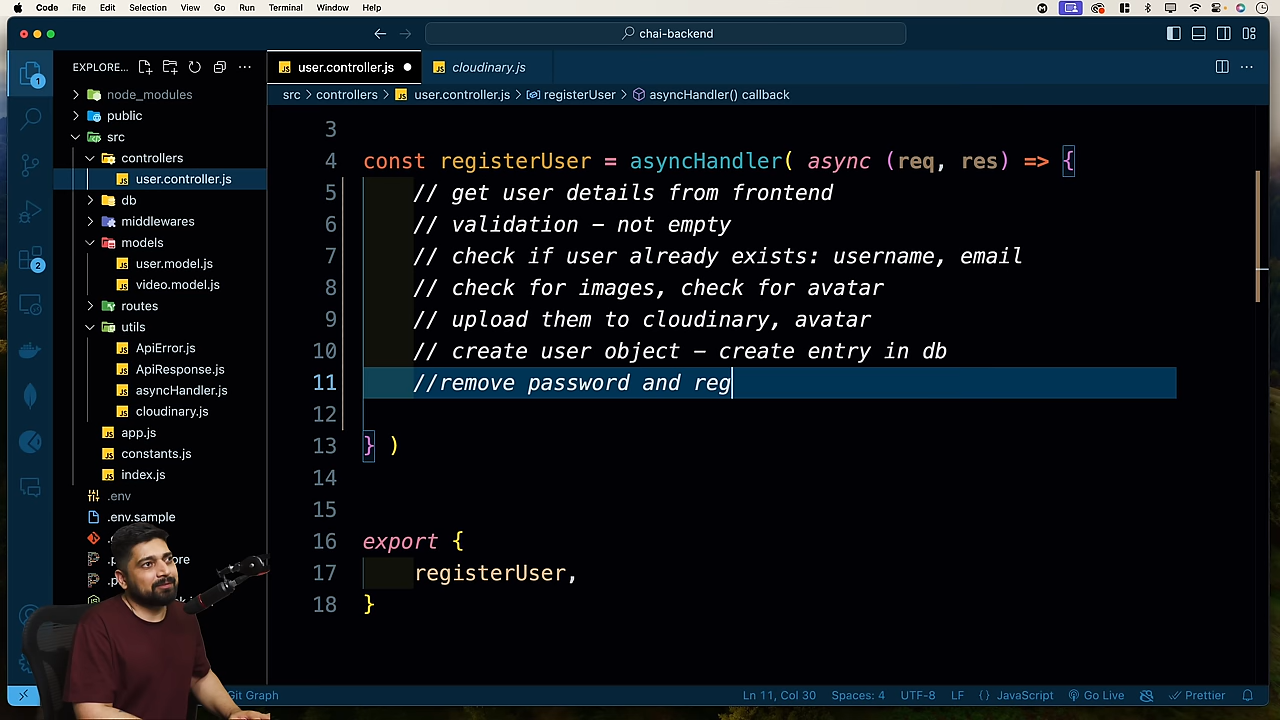 Code File Edit Selection View Go Run Terminal Window Help
chai-backend
EXPLORE...
user.controller.js
cloudinary.js
src > controllers > user.controller.js > registerUser > asyncHandler() callback
node_modules
public
src
controllers
user.controller.js
db
middlewares
models
user.model.js
video.model.js
routes
utils
ApiError.js
ApiResponse.js
asyncHandler.js
cloudinary.js
app.js
constants.js
index.js
.env
.env.sample
1
2
3
4 const registerUser = asyncHandler( async (req, res) => {
5 // get user details from frontend
6 // validation - not empty
7 // check if user already exists: username, email
8 // check for images, check for avatar
9 // upload them to cloudinary, avatar
10 // create user object - create entry in db
11 //remove password and reg
12
13 } )
14
15
16 export {
17 registerUser,
18 }
Git Graph
Ln 11, Col 30 Spaces: 4 UTF-8 LF {} JavaScript Go Live Prettier